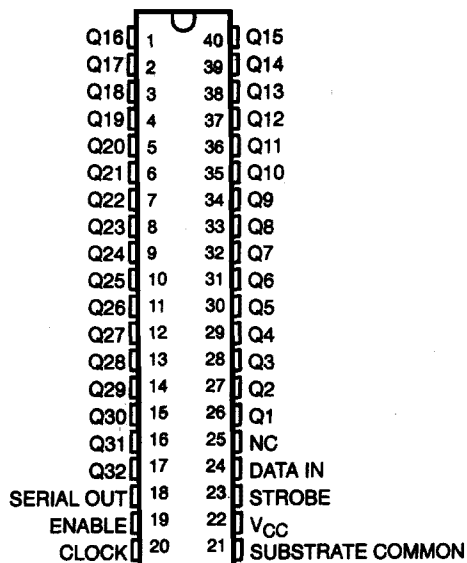 Q16 1 40 Q15
Q17 2 39 Q14
Q18 3 38 Q13
Q19 4 37 Q12
Q20 5 36 Q11
Q21 6 35 Q10
Q22 7 34 Q9
Q23 8 33 Q8
Q24 9 32 Q7
Q25 10 31 Q6
Q26 11 30 Q5
Q27 12 29 Q4
Q28 13 28 Q3
Q29 14 27 Q2
Q30 15 26 Q1
Q31 16 25 NC
Q32 17 24 DATA IN
SERIAL OUT 18 23 STROBE
ENABLE 19 22 VCC
CLOCK 20 21 SUBSTRATE COMMON